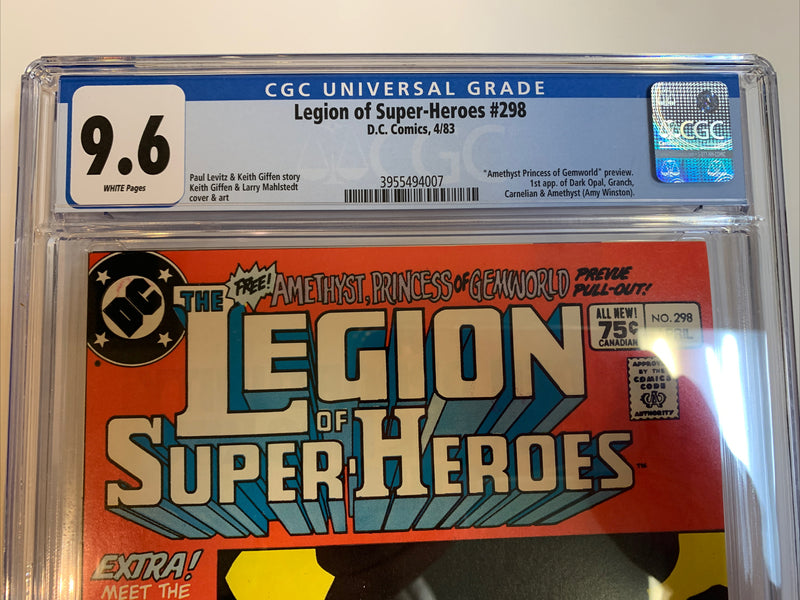 CGC UNIVERSAL GRADE
9.6
WHITE Pages
Legion of Super-Heroes #298
D.C. Comics, 4/83
Paul Levitz & Keith Giffen story
Keith Giffen & Larry Mahlstedt
cover & art
3955494007
"Amethyst Princess of Gemworld" preview.
1st app. of Dark Opal, Granch,
Carnelian & Amethyst (Amy Winston).
CGC
CGC
DC
FREE! AMETHYST, PRINCESS OF GEMWORLD PREVUE
PULL-OUT!
THE
LEGION
OF
SUPER-HEROES
TM
ALL NEW!
75¢
CANADIAN
NO. 298
APRIL
APPROVED
BY THE
COMICS
CODE
CA
AUTHORITY
EXTRA!
MEET THE